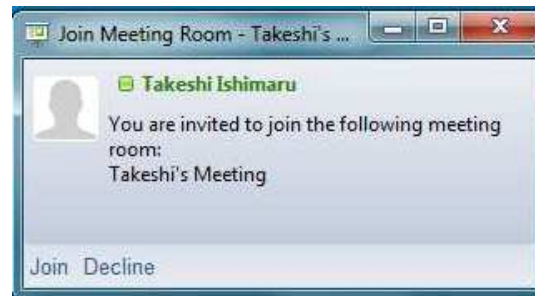 Join Meeting Room - Takeshi's ...
Takeshi Ishimaru
You are invited to join the following meeting
room:
Takeshi's Meeting
Join Decline